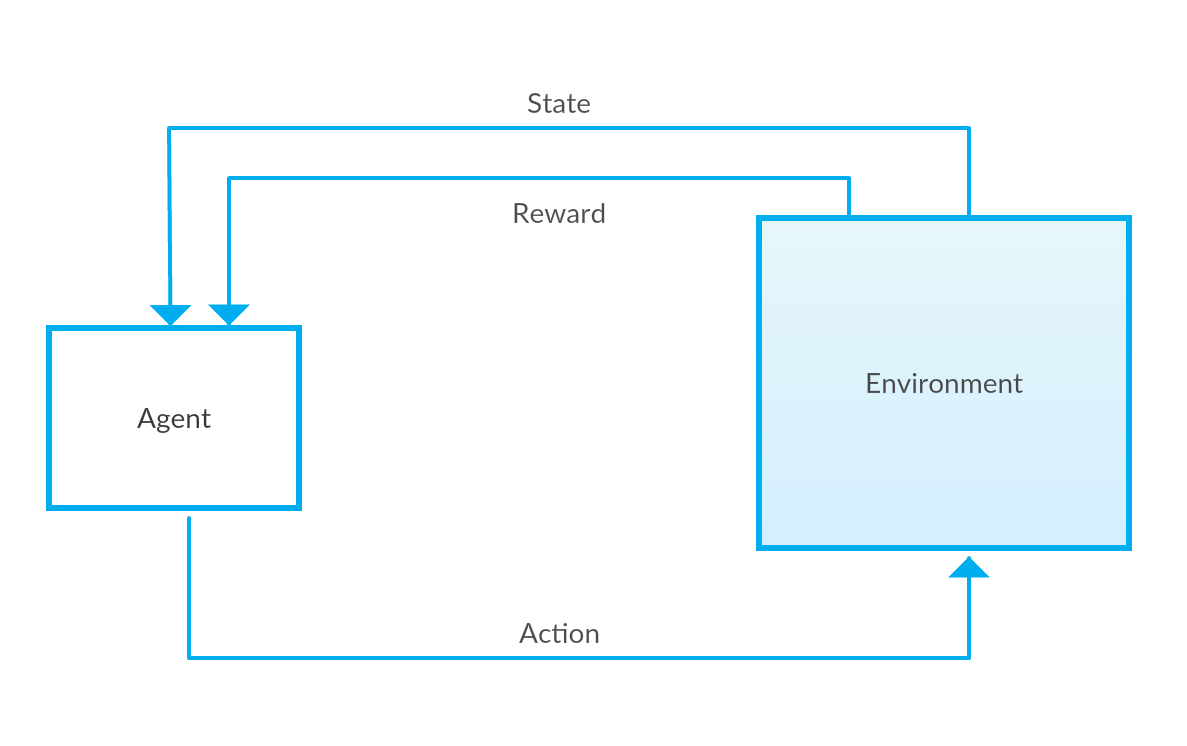 State
Reward
Environment
Agent
Action